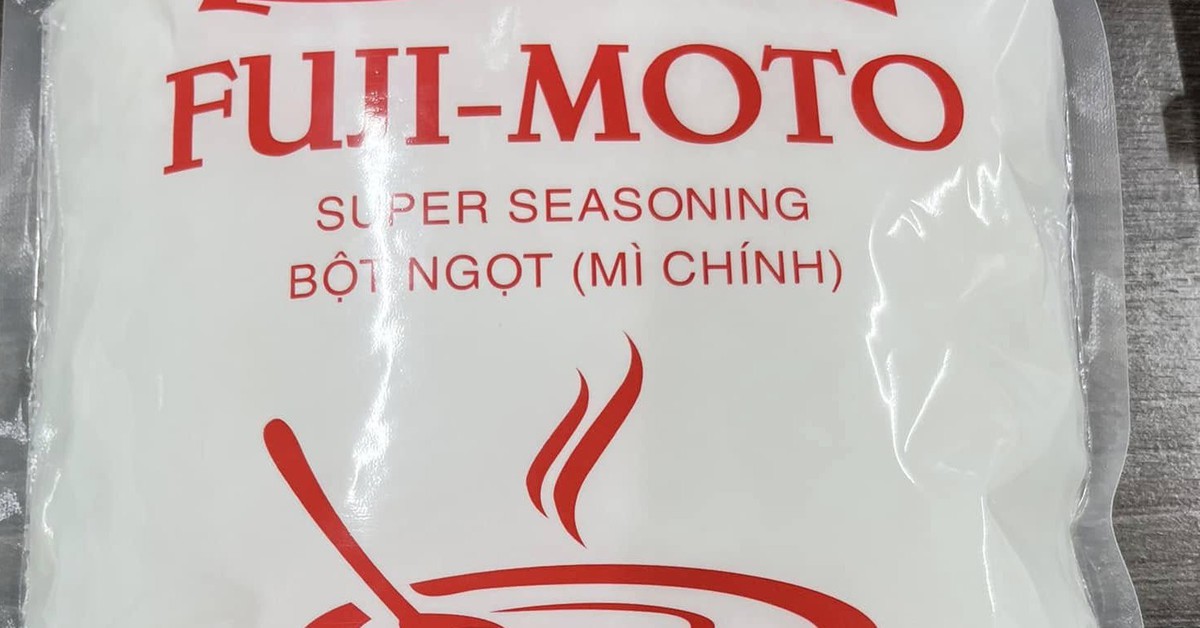 FUJI-MOTO
SUPER SEASONING
BỘT NGỌT (MÌ CHÍNH)